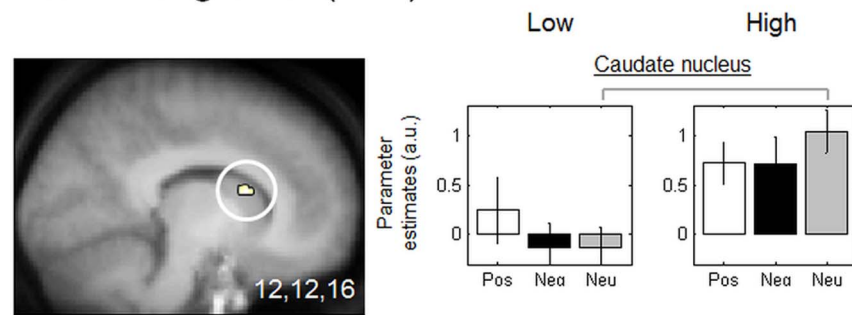 Low
High
Caudate nucleus
Parameter
estimates (a.u.)
1
0.5
0
Pos
Neg
Neu
1
0.5
0
Pos
Neg
Neu
12,12,16